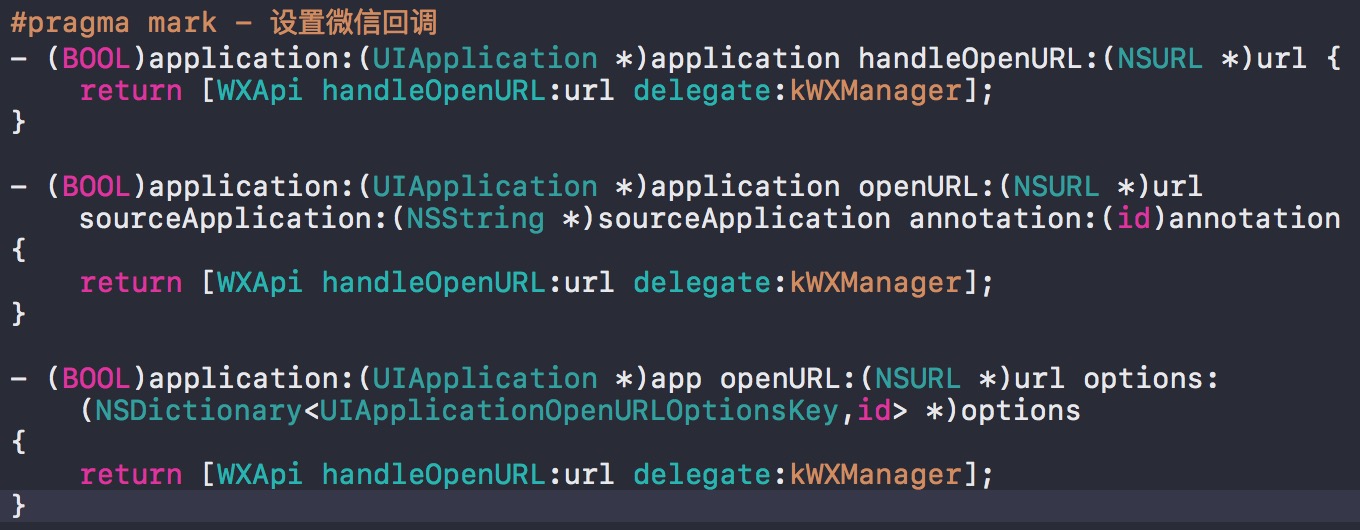 #pragma mark - 设置微信回调
- (BOOL)application:(UIApplication *)application handleOpenURL:(NSURL *)url {
    return [WXApi handleOpenURL:url delegate:kWXManager];
}

- (BOOL)application:(UIApplication *)application openURL:(NSURL *)url
    sourceApplication:(NSString *)sourceApplication annotation:(id)annotation
{
    return [WXApi handleOpenURL:url delegate:kWXManager];
}

- (BOOL)application:(UIApplication *)app openURL:(NSURL *)url options:
    (NSDictionary<UIApplicationOpenURLOptionsKey,id> *)options
{
    return [WXApi handleOpenURL:url delegate:kWXManager];
}